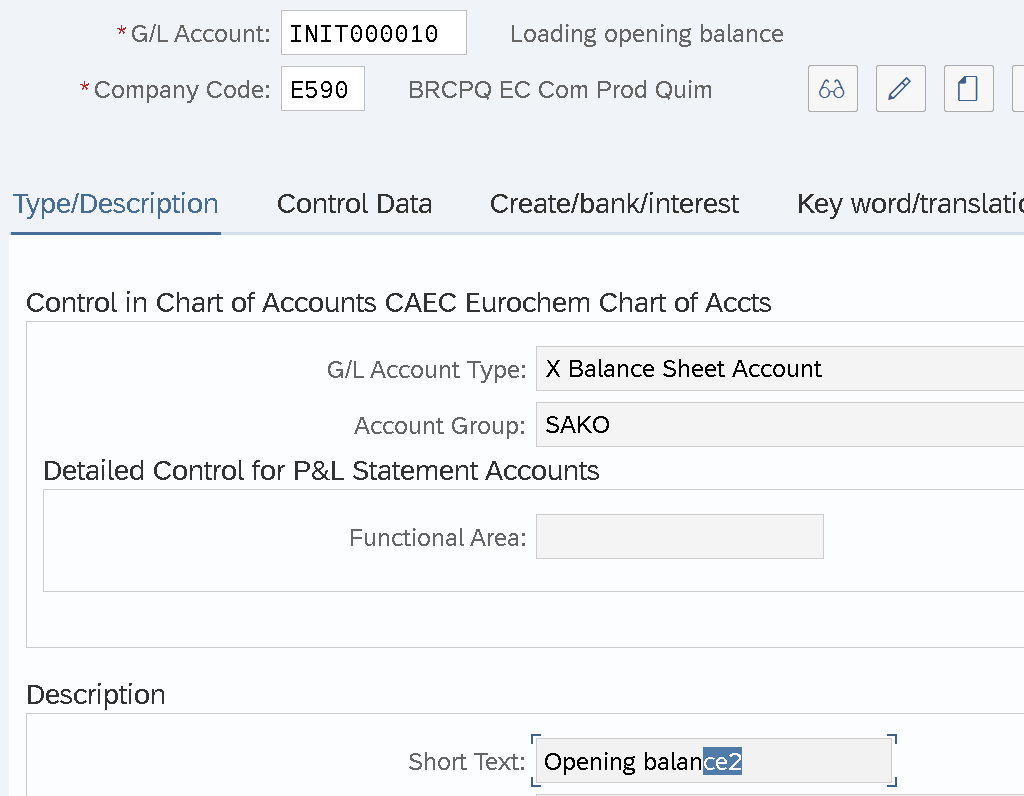 *G/L Account: INIT000010 Loading opening balance
*Company Code: E590 BRCPQ EC Com Prod Quim
Type/Description Control Data Create/bank/interest Key word/translatio
Control in Chart of Accounts CAEC Eurochem Chart of Accts
G/L Account Type: X Balance Sheet Account
Account Group: SAKO
Detailed Control for P&L Statement Accounts
Functional Area:
Description
Short Text: Opening balance2